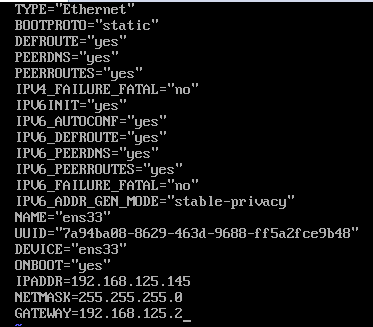 TYPE="Ethernet"
BOOTPROTO="static"
DEFROUTE="yes"
PEERDNS="yes"
PEERROUTES="yes"
IPV4_FAILURE_FATAL="no"
IPV6INIT="yes"
IPV6_AUTOCONF="yes"
IPV6_DEFROUTE="yes"
IPV6_PEERDNS="yes"
IPV6_PEERROUTES="yes"
IPV6_FAILURE_FATAL="no"
IPV6_ADDR_GEN_MODE="stable-privacy"
NAME="ens33"
UUID="7a94ba08-8629-463d-9688-ff5a2fce9b48"
DEVICE="ens33"
ONBOOT="yes"
IPADDR=192.168.125.145
NETMASK=255.255.255.0
GATEWAY=192.168.125.2_
~